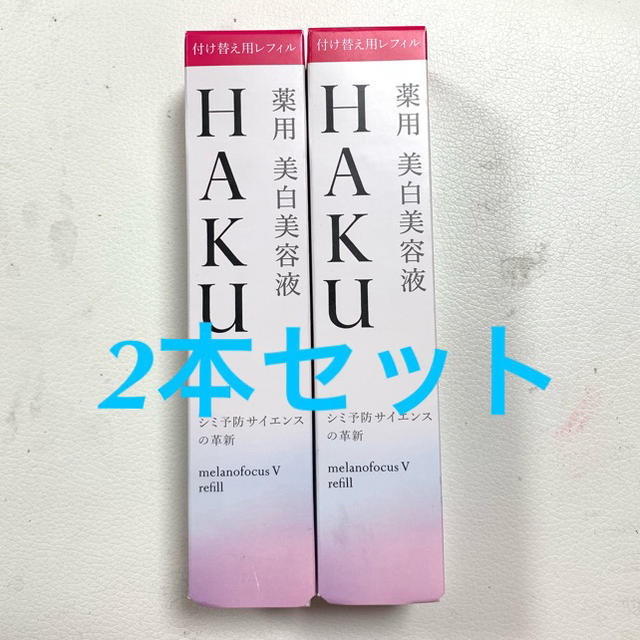 付け替え用レフィル
HAKU
薬用 美白美容液
シミ予防サイエンス
の革新
melanofocus V
refill
付け替え用レフィル
HAKU
薬用 美白美容液
シミ予防サイエンス
の革新
melanofocus V
refill
2本セット